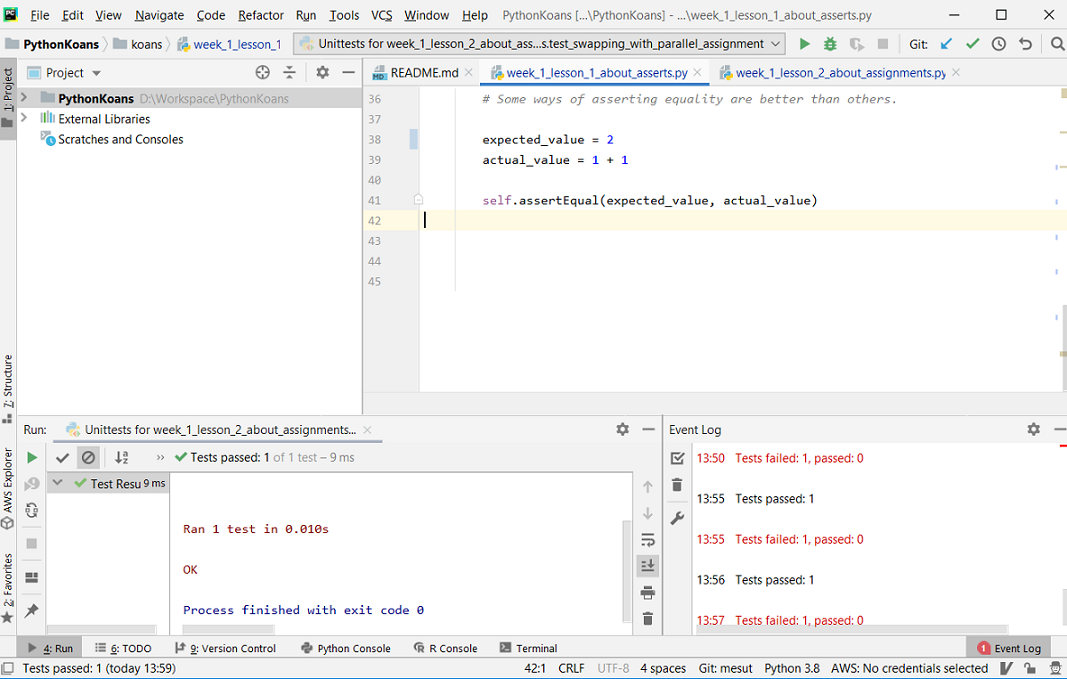 File Edit View Navigate Code Refactor Run Tools VCS Window Help PythonKoans [...\PythonKoans] - ...\week_1_lesson_1_about_asserts.py
PythonKoans koans week_1_lesson_1 Unittests for week_1_lesson_2_about_ass...s.test_swapping_with_parallel_assignment Git:
1: Project
Project
README.md week_1_lesson_1_about_asserts.py week_1_lesson_2_about_assignments.py
PythonKoans D:\Workspace\PythonKoans
External Libraries
Scratches and Consoles
36 # Some ways of asserting equality are better than others.
37
38 expected_value = 2
39 actual_value = 1 + 1
40
41 self.assertEqual(expected_value, actual_value)
42
43
44
45
Z: Structure
AWS Explorer
2: Favorites
Run: Unittests for week_1_lesson_2_about_assignments...
Tests passed: 1 of 1 test – 9 ms
Test Resu 9 ms
Ran 1 test in 0.010s
OK
Process finished with exit code 0
Event Log
13:50 Tests failed: 1, passed: 0
13:55 Tests passed: 1
13:55 Tests failed: 1, passed: 0
13:56 Tests passed: 1
13:57 Tests failed: 1, passed: 0
4: Run 6: TODO 9: Version Control Python Console R Console Terminal 1 Event Log
Tests passed: 1 (today 13:59) 42:1 CRLF UTF-8 4 spaces Git: mesut Python 3.8 AWS: No credentials selected